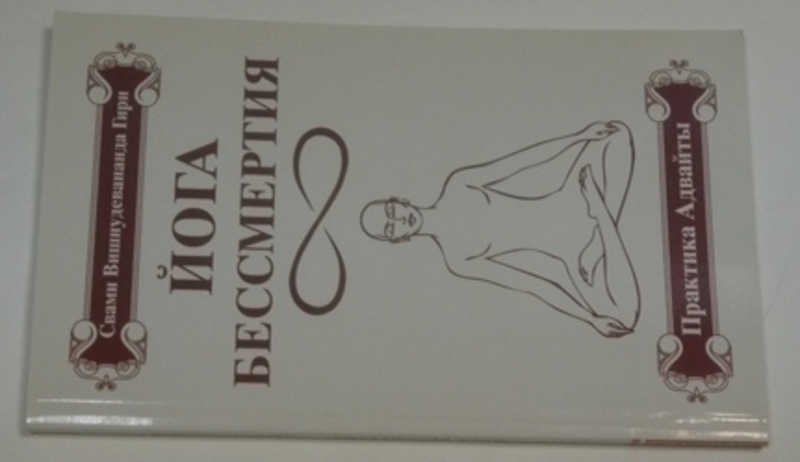 Свами Вишнудевананда Гири
ЙОГА
БЕССМЕРТИЯ
Практика Адвайты